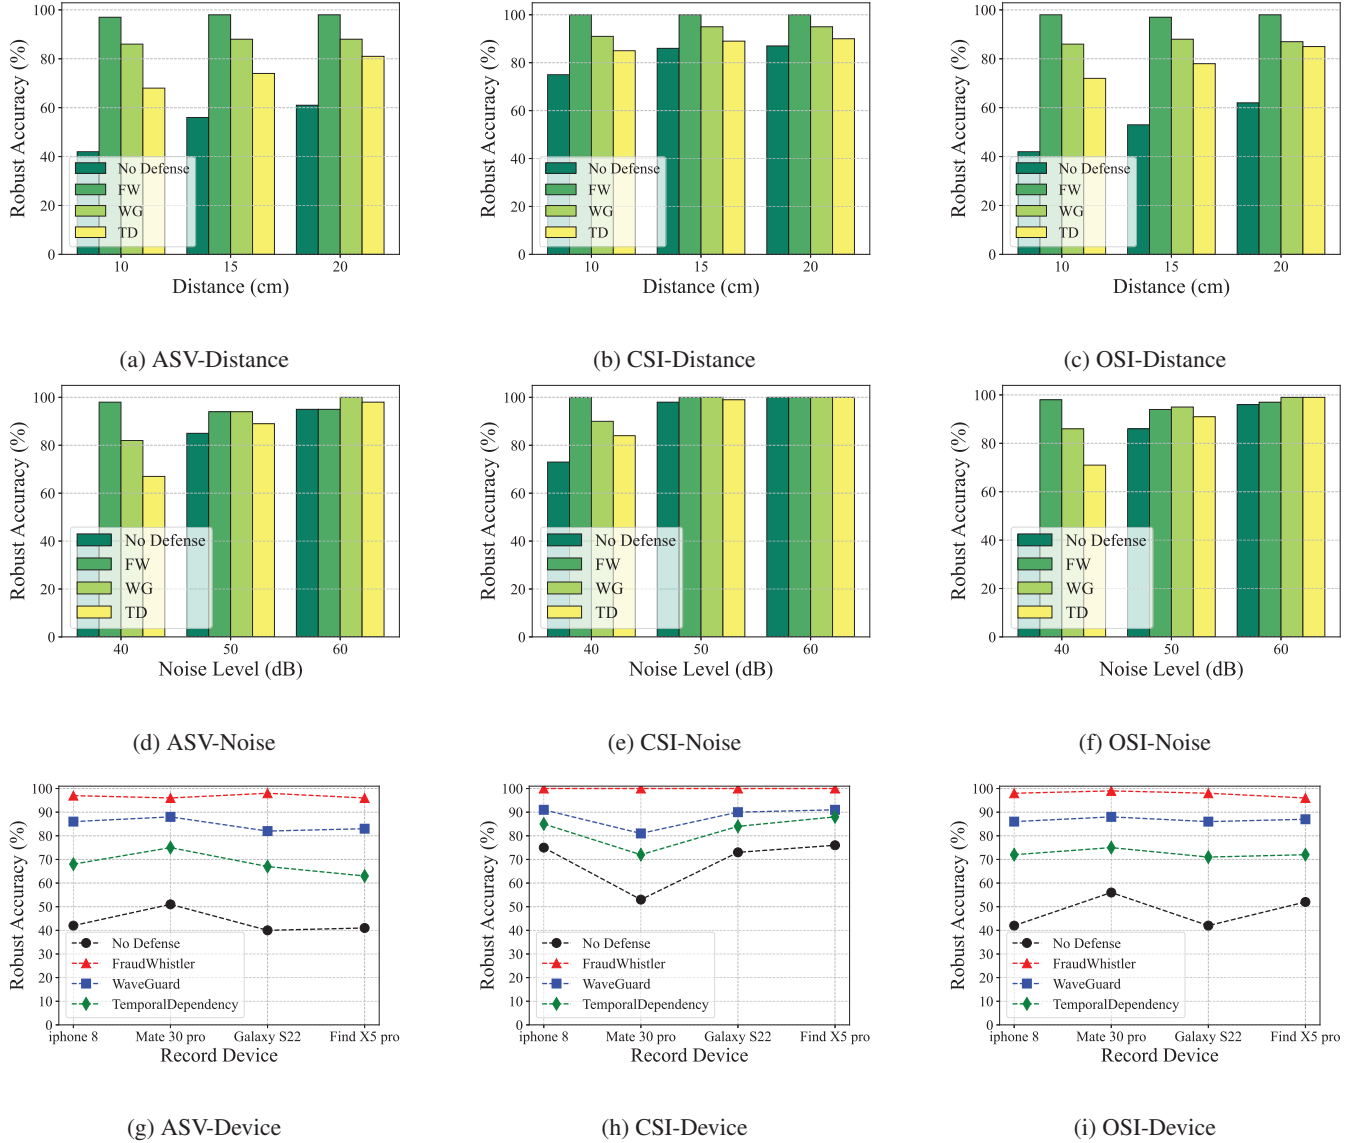 Robust Accuracy (%)
100
80
60
40
20
0
No Defense
FW
WG
TD
10
15
20
Distance (cm)
(a) ASV-Distance
Robust Accuracy (%)
100
80
60
40
20
0
No Defense
FW
WG
TD
10
15
20
Distance (cm)
(b) CSI-Distance
Robust Accuracy (%)
100
80
60
40
20
0
No Defense
FW
WG
TD
10
15
20
Distance (cm)
(c) OSI-Distance
Robust Accuracy (%)
100
80
60
40
20
0
No Defense
FW
WG
TD
40
50
60
Noise Level (dB)
(d) ASV-Noise
Robust Accuracy (%)
100
80
60
40
20
0
No Defense
FW
WG
TD
40
50
60
Noise Level (dB)
(e) CSI-Noise
Robust Accuracy (%)
100
80
60
40
20
0
No Defense
FW
WG
TD
40
50
60
Noise Level (dB)
(f) OSI-Noise
Robust Accuracy (%)
100
90
80
70
60
50
40
30
20
10
0
No Defense
FraudWhistler
WaveGuard
TemporalDependency
iphone 8
Mate 30 pro
Galaxy S22
Find X5 pro
Record Device
(g) ASV-Device
Robust Accuracy (%)
100
90
80
70
60
50
40
30
20
10
0
No Defense
FraudWhistler
WaveGuard
TemporalDependency
iphone 8
Mate 30 pro
Galaxy S22
Find X5 pro
Record Device
(h) CSI-Device
Robust Accuracy (%)
100
90
80
70
60
50
40
30
20
10
0
No Defense
FraudWhistler
WaveGuard
TemporalDependency
iphone 8
Mate 30 pro
Galaxy S22
Find X5 pro
Record Device
(i) OSI-Device